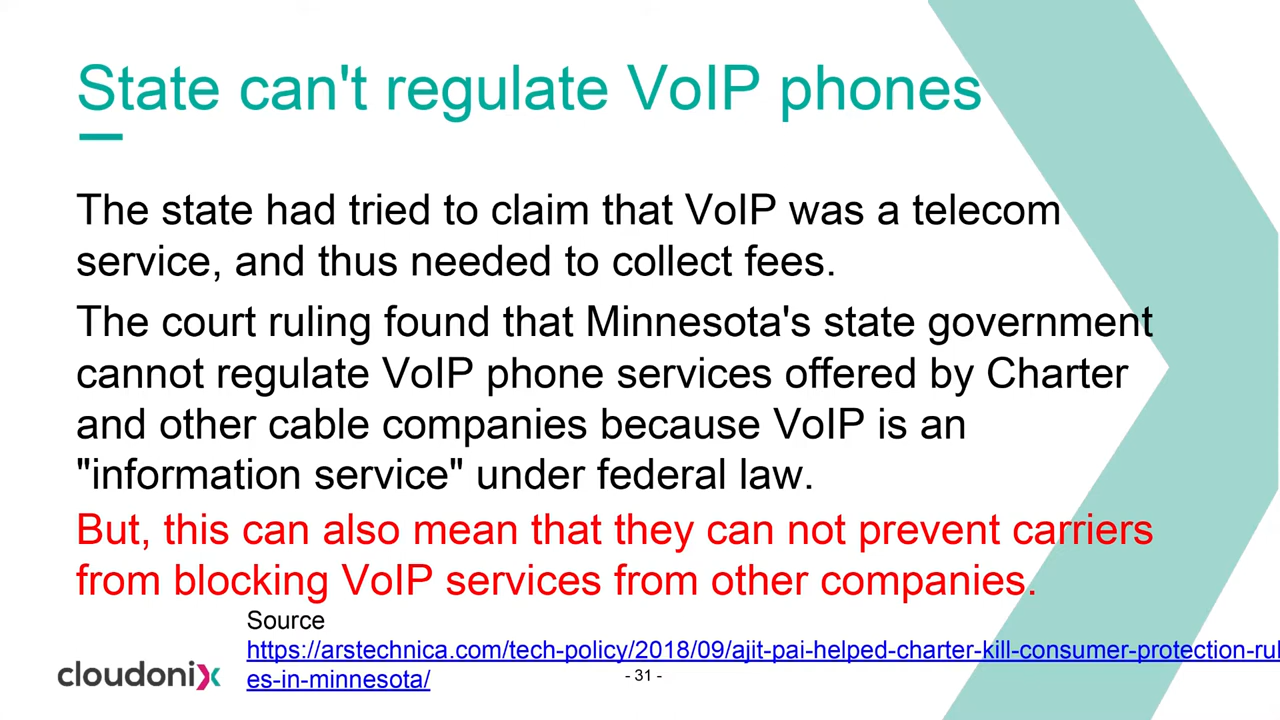 State can't regulate VoIP phones
The state had tried to claim that VoIP was a telecom
service, and thus needed to collect fees.
The court ruling found that Minnesota's state government
cannot regulate VoIP phone services offered by Charter
and other cable companies because VoIP is an
"information service" under federal law.
But, this can also mean that they can not prevent carriers
from blocking VoIP services from other companies.
Source
https://arstechnica.com/tech-policy/2018/09/ajit-pai-helped-charter-kill-consumer-protection-rul
es-in-minnesota/
cloudonix
- 31 -